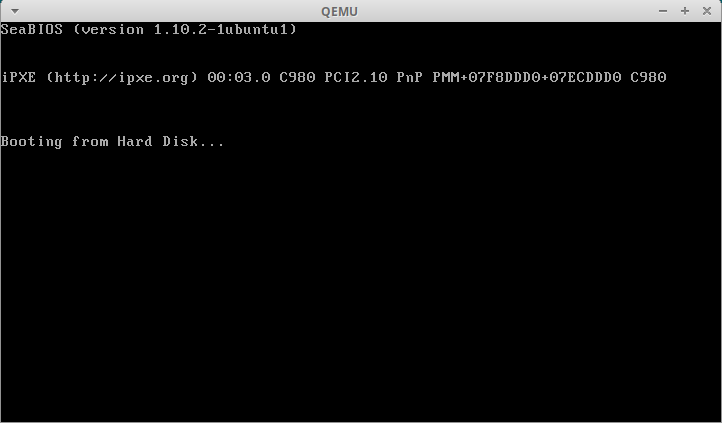 QEMU
SeaBIOS (version 1.10.2-1ubuntu1)
iPXE (http://ipxe.org) 00:03.0 C980 PCI2.10 PnP PMM+07F8DDD0+07ECDDD0 C980
Booting from Hard Disk...